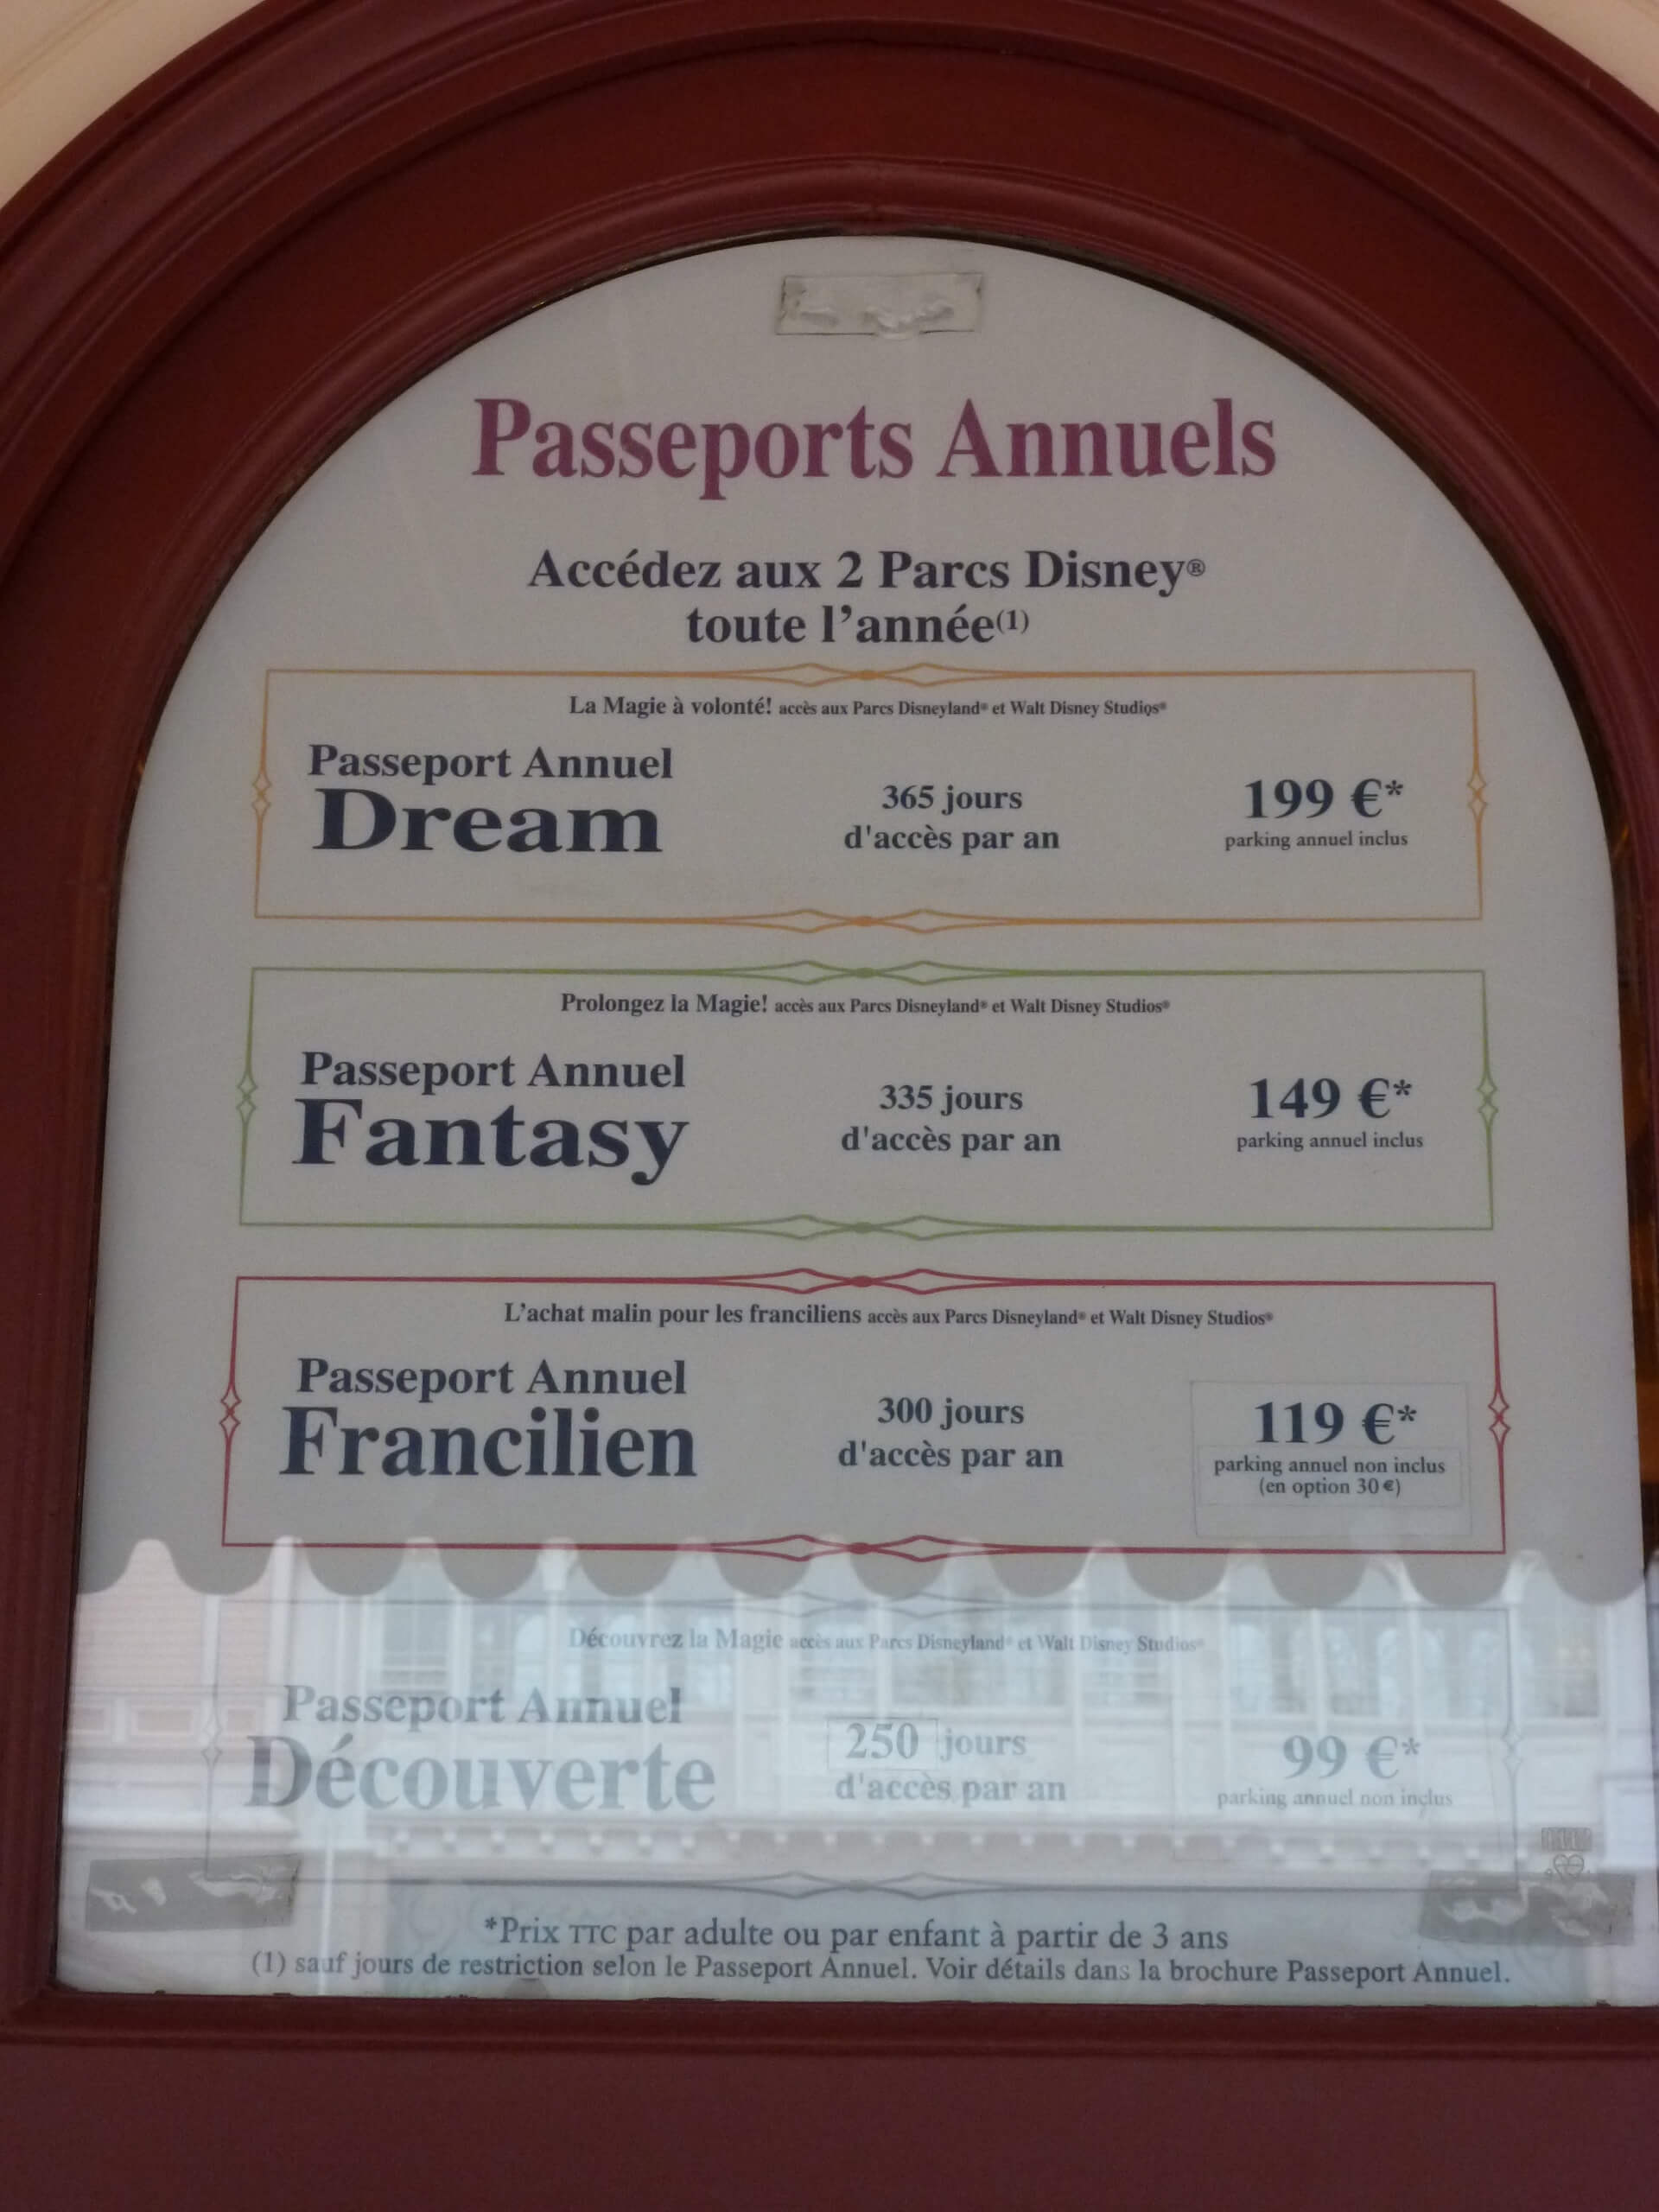 Passeports Annuels
Accédez aux 2 Parcs Disney®
toute l'année(1)
La Magie à volonté! accès aux Parcs Disneyland® et Walt Disney Studios®
Passeport Annuel
Dream
365 jours
d'accès par an
199 €*
parking annuel inclus
Prolongez la Magie! accès aux Parcs Disneyland® et Walt Disney Studios®
Passeport Annuel
Fantasy
335 jours
d'accès par an
149 €*
parking annuel inclus
L'achat malin pour les franciliens accès aux Parcs Disneyland® et Walt Disney Studios®
Passeport Annuel
Francilien
300 jours
d'accès par an
119 €*
parking annuel non inclus
(en option 30 €)
Découvrez la Magie accès aux Parcs Disneyland® et Walt Disney Studios®
Passeport Annuel
Découverte
250 jours
d'accès par an
99 €*
parking annuel non inclus
*Prix TTC par adulte ou par enfant à partir de 3 ans
(1) sauf jours de restriction selon le Passeport Annuel. Voir détails dans la brochure Passeport Annuel.